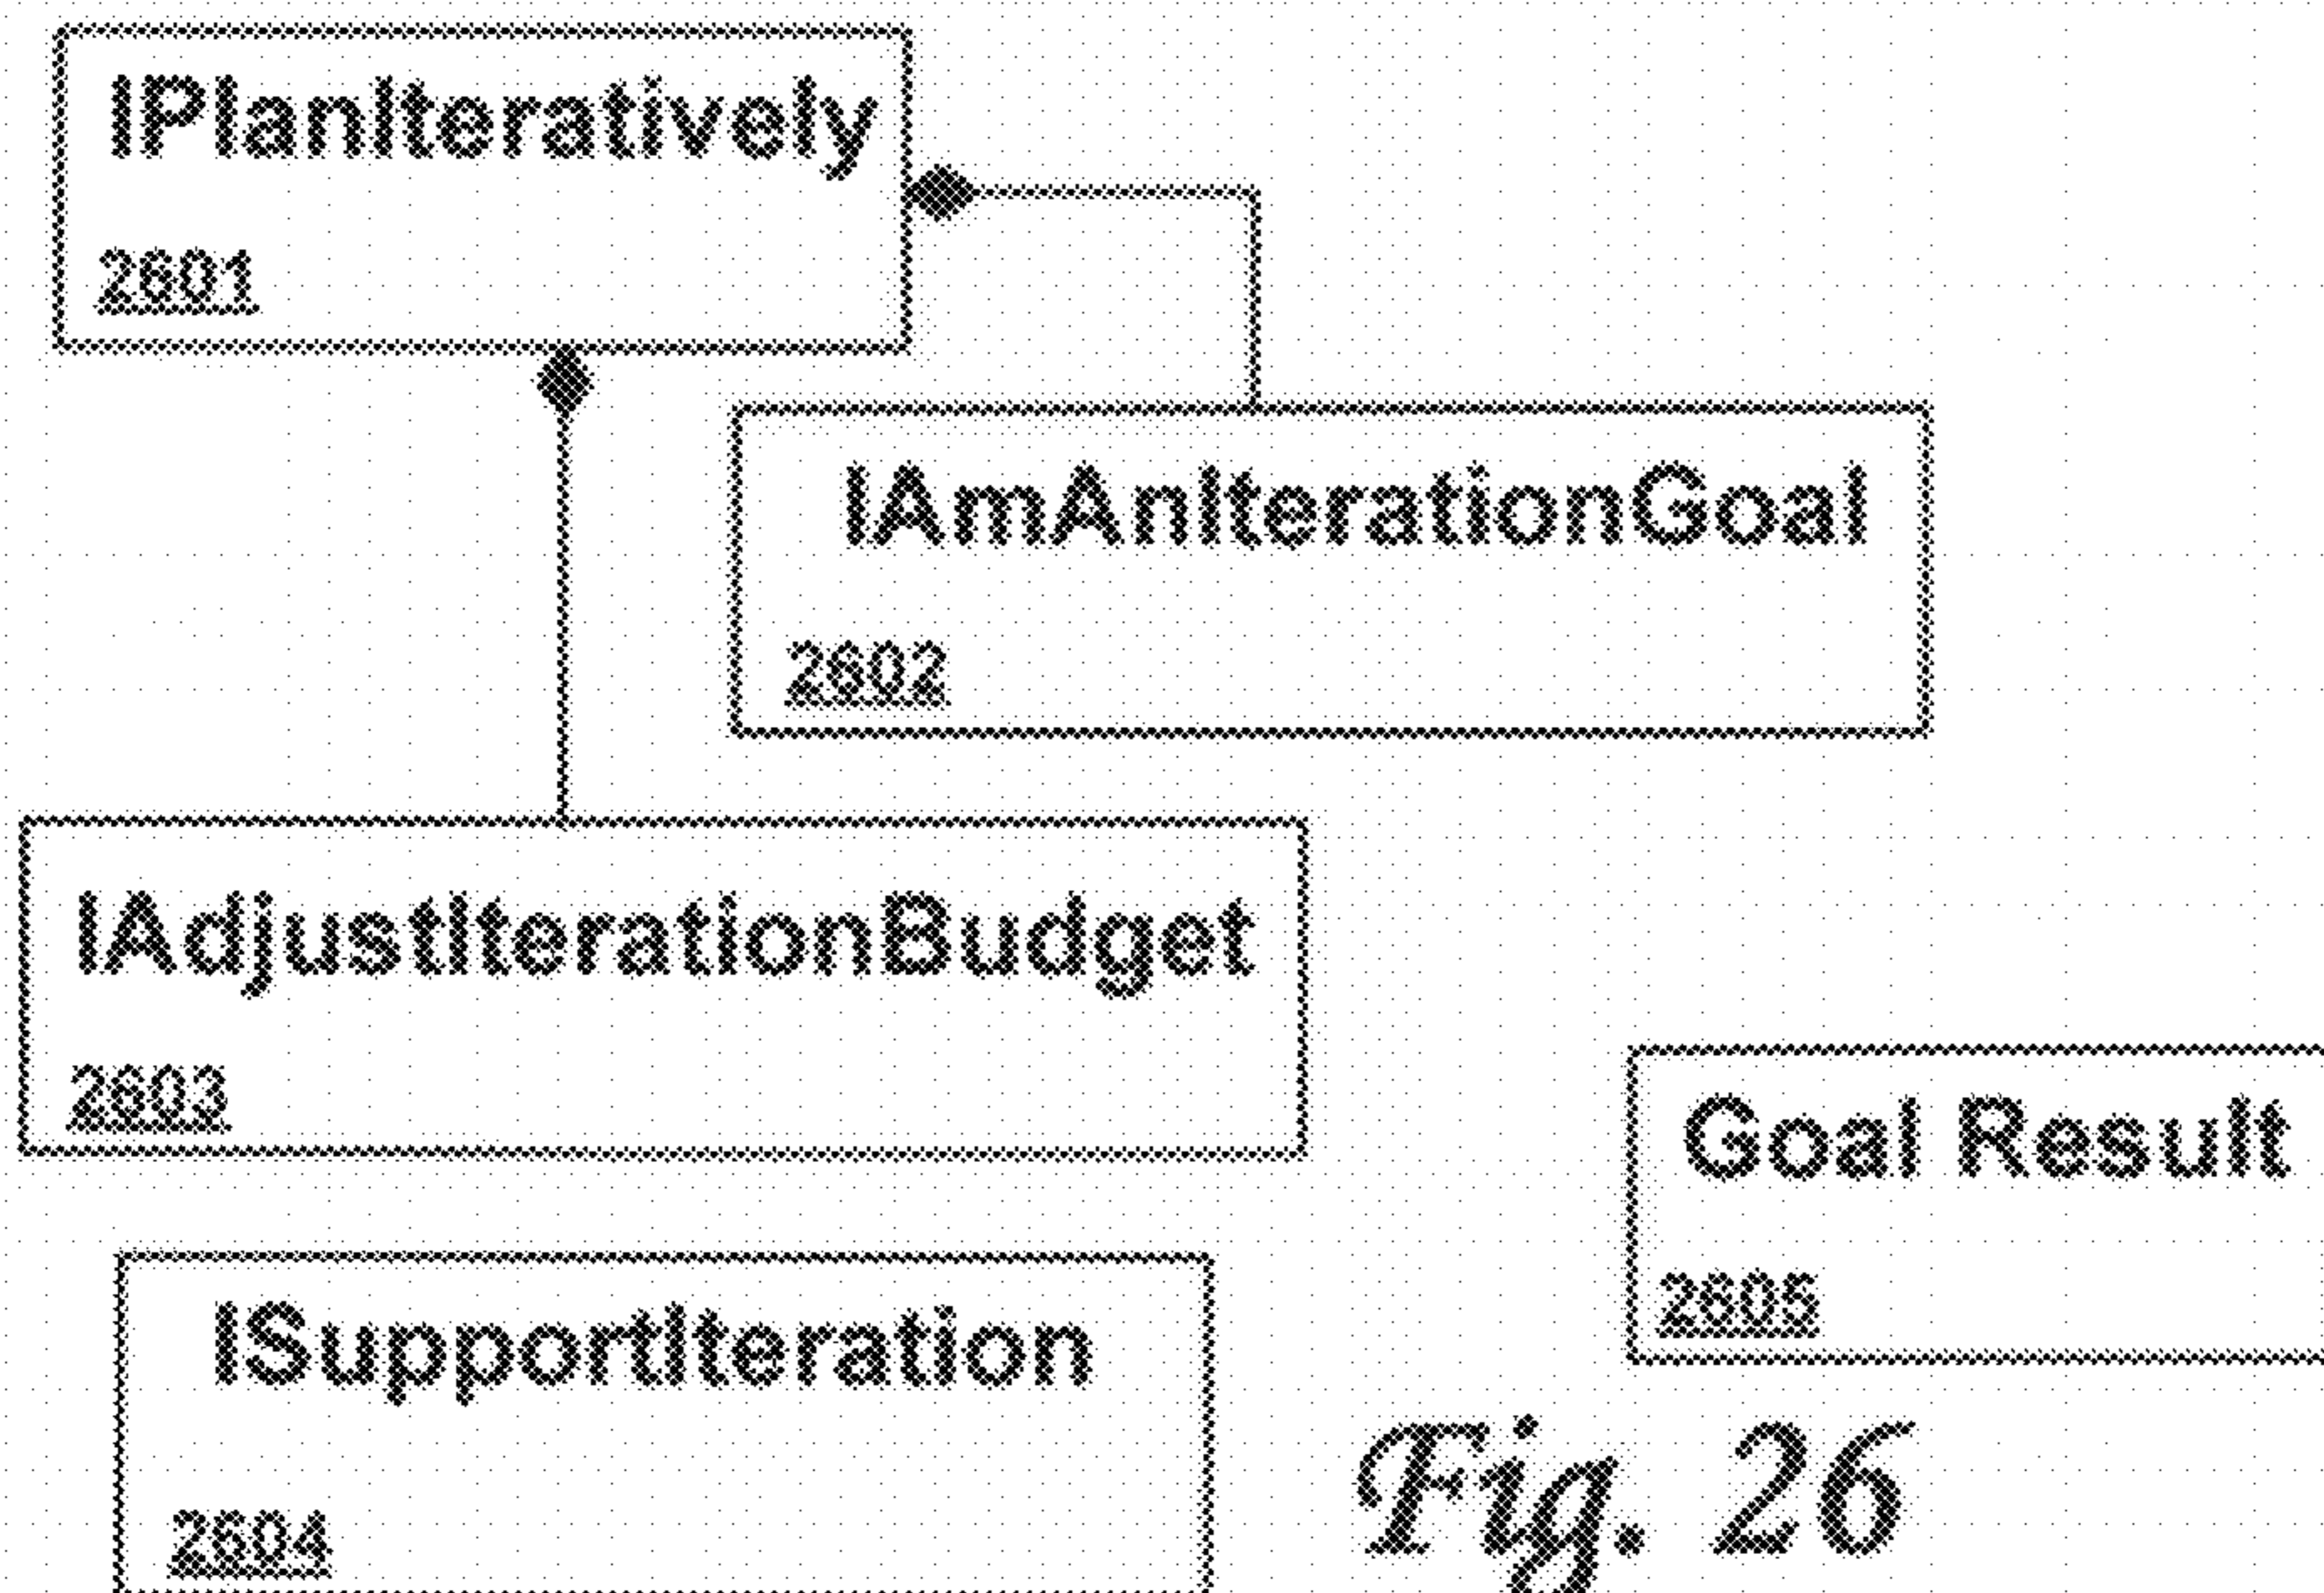 IPlanIteratively
2601
IAmAnIterationGoal
2602
IAdjustIterationBudget
2603
Goal Result
2605
ISupportIteration
2604
Fig. 26